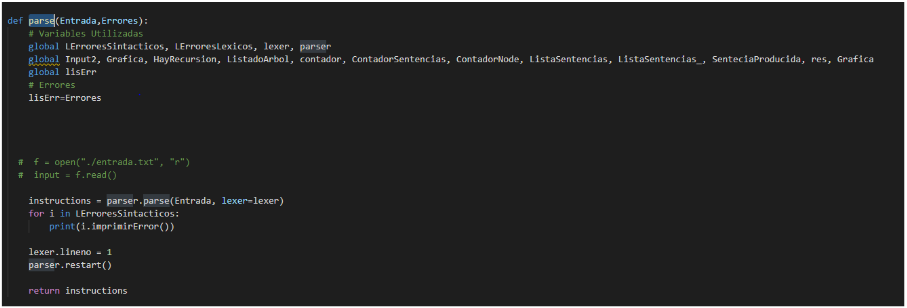 def parse(Entrada,Errores):
# Variables Utilizadas
global LErroresSintacticos, LErroresLexicos, lexer, parser
global Input2, Grafica, HayRecursion, ListadoArbol, contador, ContadorSentencias, ContadorNode, ListaSentencias, ListaSentencias_, SenteciaProducida, res, Grafica
global lisErr
# Errores
lisErr=Errores
#  f = open("./entrada.txt", "r")
#  input = f.read()
instructions = parser.parse(Entrada, lexer=lexer)
for i in LErroresSintacticos:
print(i.imprimirError())
lexer.lineno = 1
parser.restart()
return instructions